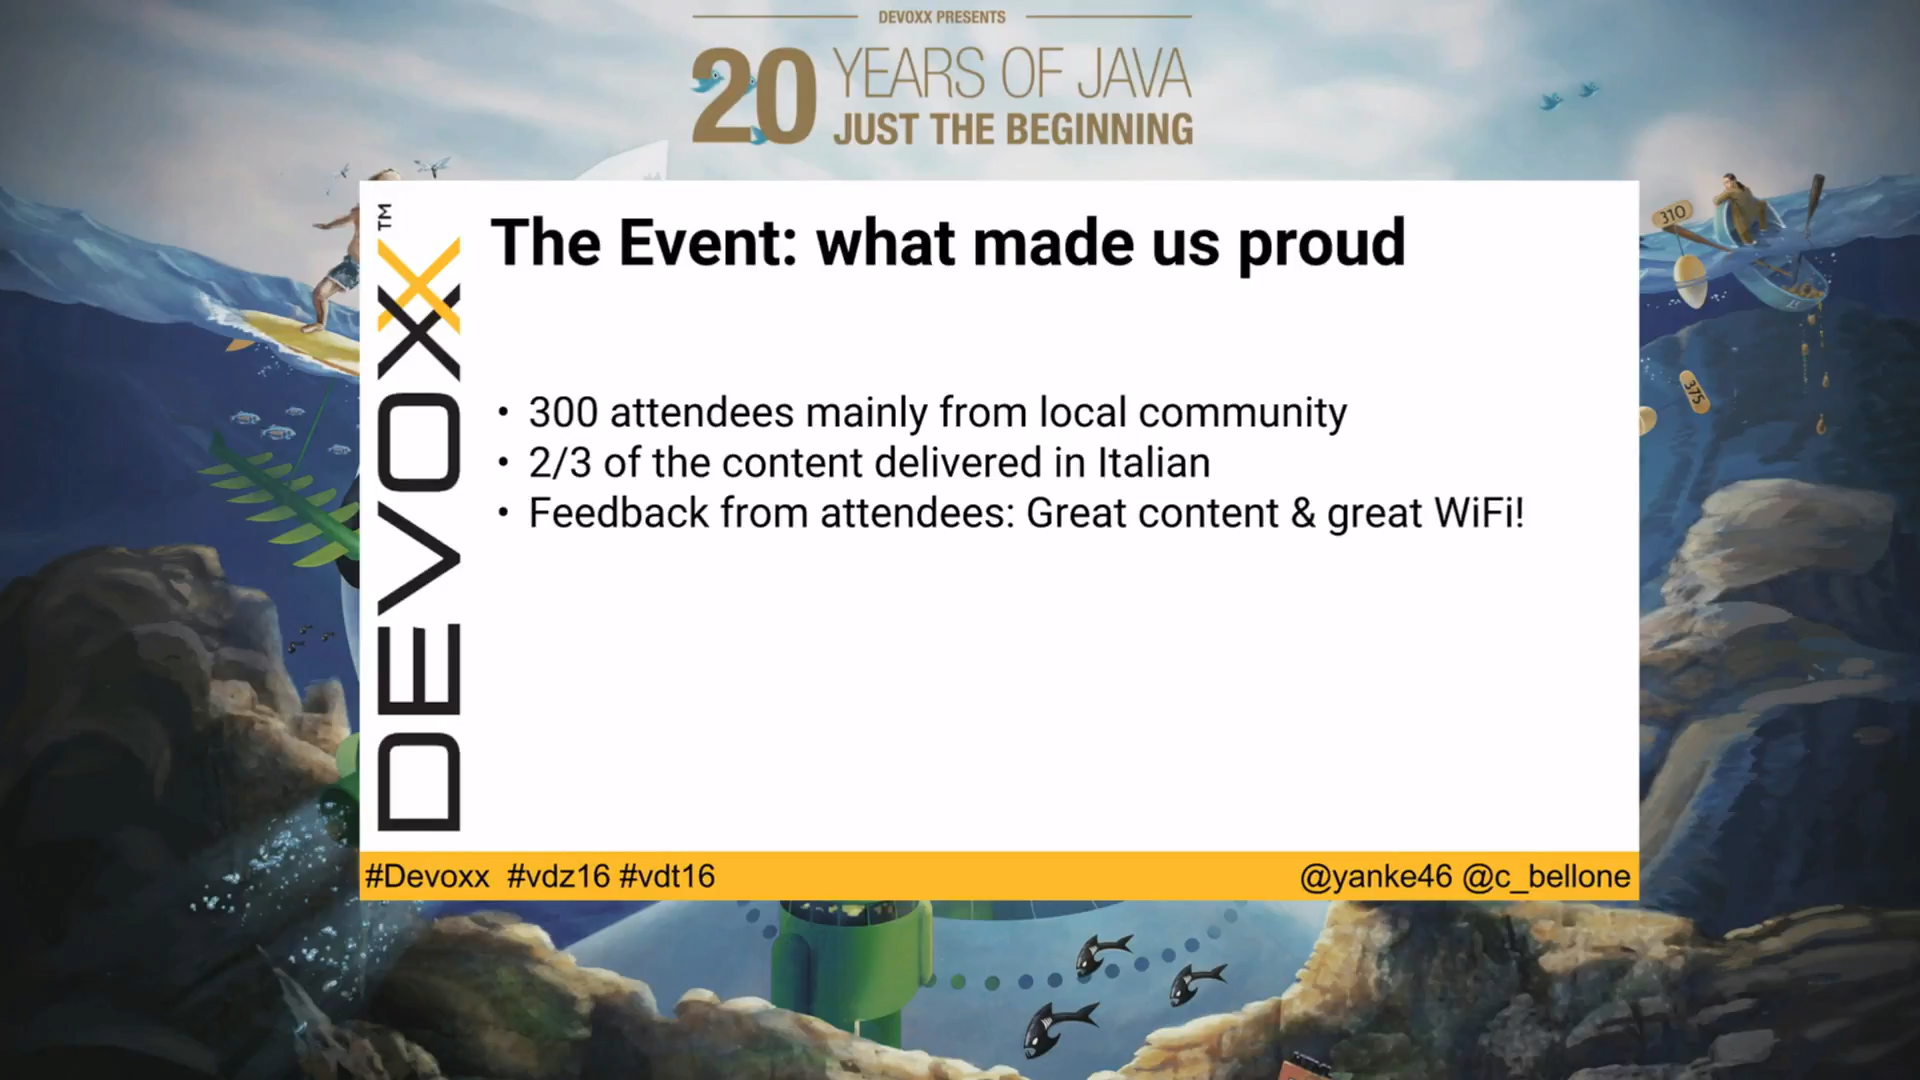 DEVOXX PRESENTS
20 YEARS OF JAVA
JUST THE BEGINNING
310
375
DEVOXX™
The Event: what made us proud
• 300 attendees mainly from local community
• 2/3 of the content delivered in Italian
• Feedback from attendees: Great content & great WiFi!
#Devoxx #vdz16 #vdt16
@yanke46 @c_bellone